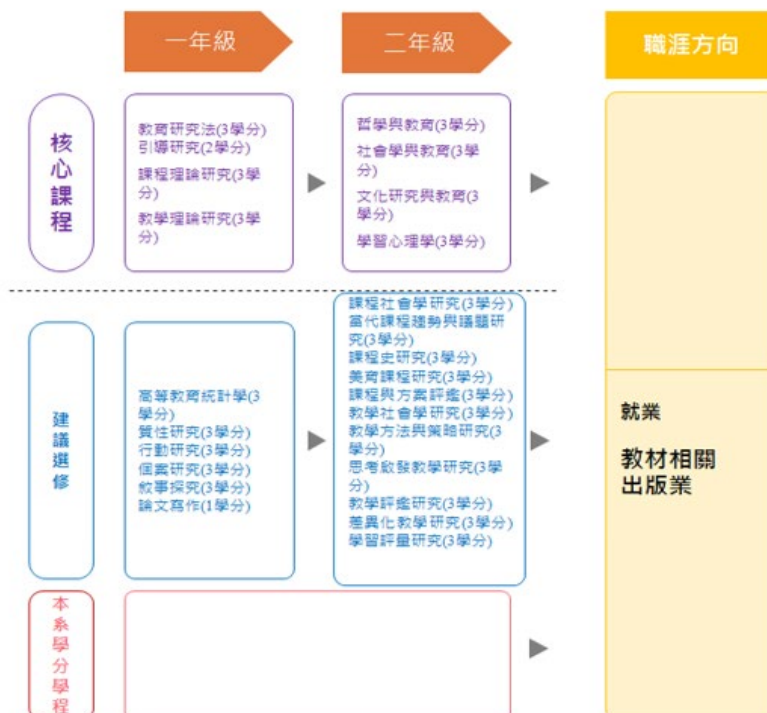 一年級
二年級
職涯方向
核心課程
教育研究法(3學分)
引導研究(2學分)
課程理論研究(3學
分)
教學理論研究(3學
分)
哲學與教育(3學分)
社會學與教育(3學
分)
文化研究與教育(3
學分)
學習心理學(3學分)
建議選修
高等教育統計學(3
學分)
質性研究(3學分)
行動研究(3學分)
個案研究(3學分)
敘事探究(3學分)
論文寫作(1學分)
課程社會學研究(3學分)
當代課程趨勢與議題研
究(3學分)
課程史研究(3學分)
美育課程研究(3學分)
課程與方案評鑑(3學分)
教學社會學研究(3學分)
教學方法與策略研究(3
學分)
思考啟發教學研究(3學
分)
教學評鑑研究(3學分)
差異化教學研究(3學分)
學習評量研究(3學分)
就業
教材相關
出版業
本系學分學程